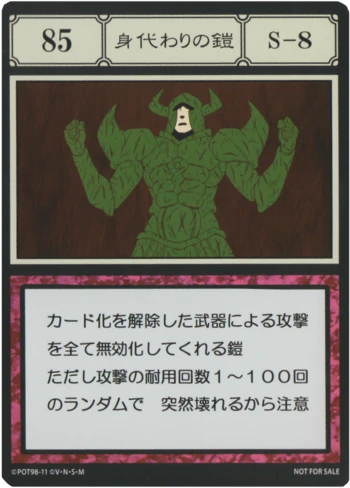 85
身代わりの鎧
S-8
カード化を解除した武器による攻撃
を全て無効化してくれる鎧
ただし攻撃の耐用回数1～100回
のランダムで　突然壊れるから注意
©POT98-11 ©V・N・S・M
NOT FOR SALE